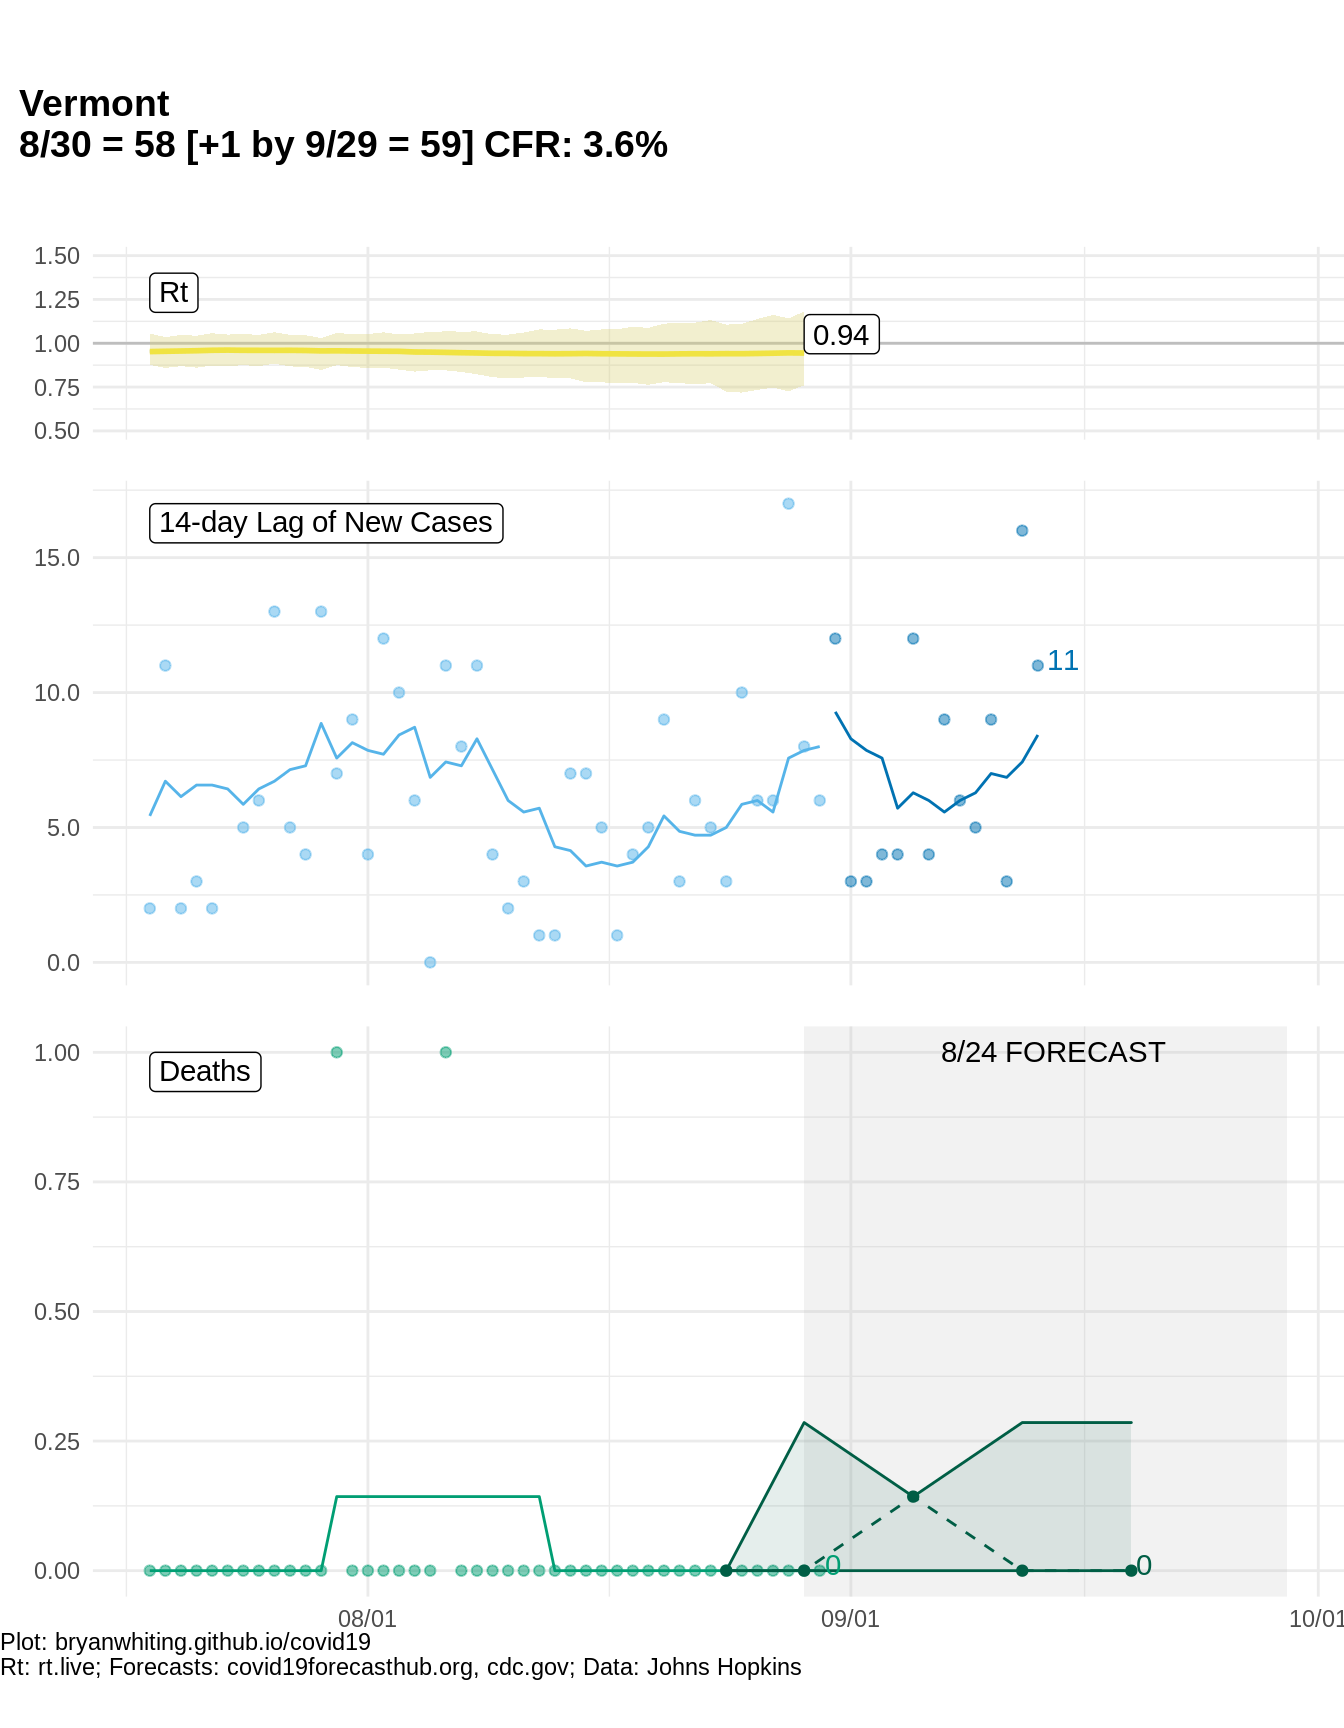 Vermont
8/30 = 58 [+1 by 9/29 = 59] CFR: 3.6%
1.50
1.25
1.00
0.75
0.50
Rt
0.94
14-day Lag of New Cases
15.0
10.0
5.0
0.0
11
8/24 FORECAST
Deaths
1.00
0.75
0.50
0.25
0.00
0
0
08/01
09/01
10/01
Plot: bryanwhiting.github.io/covid19
Rt: rt.live; Forecasts: covid19forecasthub.org, cdc.gov; Data: Johns Hopkins